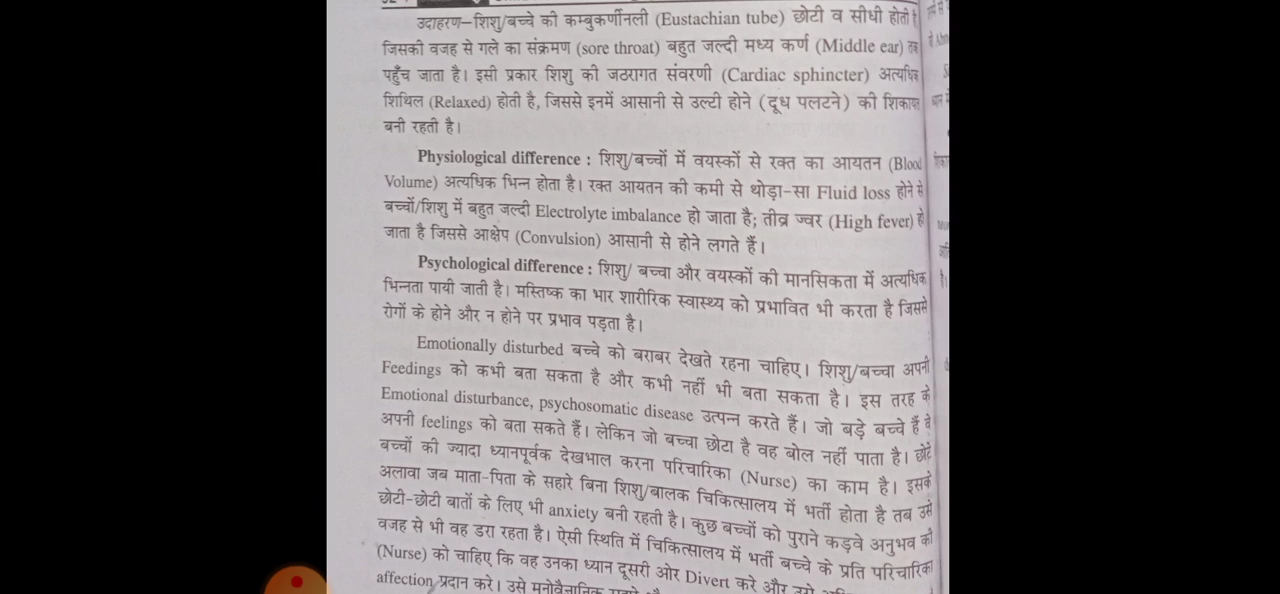 उदाहरण–शिशु/बच्चे की कम्बुकर्णीनली (Eustachian tube) छोटी व सीधी होती है
जिसकी वजह से गले का संक्रमण (sore throat) बहुत जल्दी मध्य कर्ण (Middle ear) तक
पहुँच जाता है। इसी प्रकार शिशु की जठरागत संवरणी (Cardiac sphincter) अत्यधिक
शिथिल (Relaxed) होती है, जिससे इनमें आसानी से उल्टी होने (दूध पलटने) की शिकायत
बनी रहती है।
Physiological difference : शिशु/बच्चों में वयस्कों से रक्त का आयतन (Blood
Volume) अत्यधिक भिन्न होता है। रक्त आयतन की कमी से थोड़ा-सा Fluid loss होने से
बच्चों/शिशु में बहुत जल्दी Electrolyte imbalance हो जाता है; तीव्र ज्वर (High fever) हो
जाता है जिससे आक्षेप (Convulsion) आसानी से होने लगते हैं।
Psychological difference : शिशु/ बच्चा और वयस्कों की मानसिकता में अत्यधिक
भिन्नता पायी जाती है। मस्तिष्क का भार शारीरिक स्वास्थ्य को प्रभावित भी करता है जिससे
रोगों के होने और न होने पर प्रभाव पड़ता है।
Emotionally disturbed बच्चे को बराबर देखते रहना चाहिए। शिशु/बच्चा अपनी
Feedings को कभी बता सकता है और कभी नहीं भी बता सकता है। इस तरह के
Emotional disturbance, psychosomatic disease उत्पन्न करते हैं। जो बड़े बच्चे हैं वे
अपनी feelings को बता सकते हैं। लेकिन जो बच्चा छोटा है वह बोल नहीं पाता है। छोटे
बच्चों की ज्यादा ध्यानपूर्वक देखभाल करना परिचारिका (Nurse) का काम है। इसके
अलावा जब माता-पिता के सहारे बिना शिशु/बालक चिकित्सालय में भर्ती होता है तब उसे
छोटी-छोटी बातों के लिए भी anxiety बनी रहती है। कुछ बच्चों को पुराने कड़वे अनुभव की
वजह से भी वह डरा रहता है। ऐसी स्थिति में चिकित्सालय में भर्ती बच्चे के प्रति परिचारिका
(Nurse) को चाहिए कि वह उनका ध्यान दूसरी ओर Divert करे और उसे
affection प्रदान करे। उसे मनोवैज्ञानिक